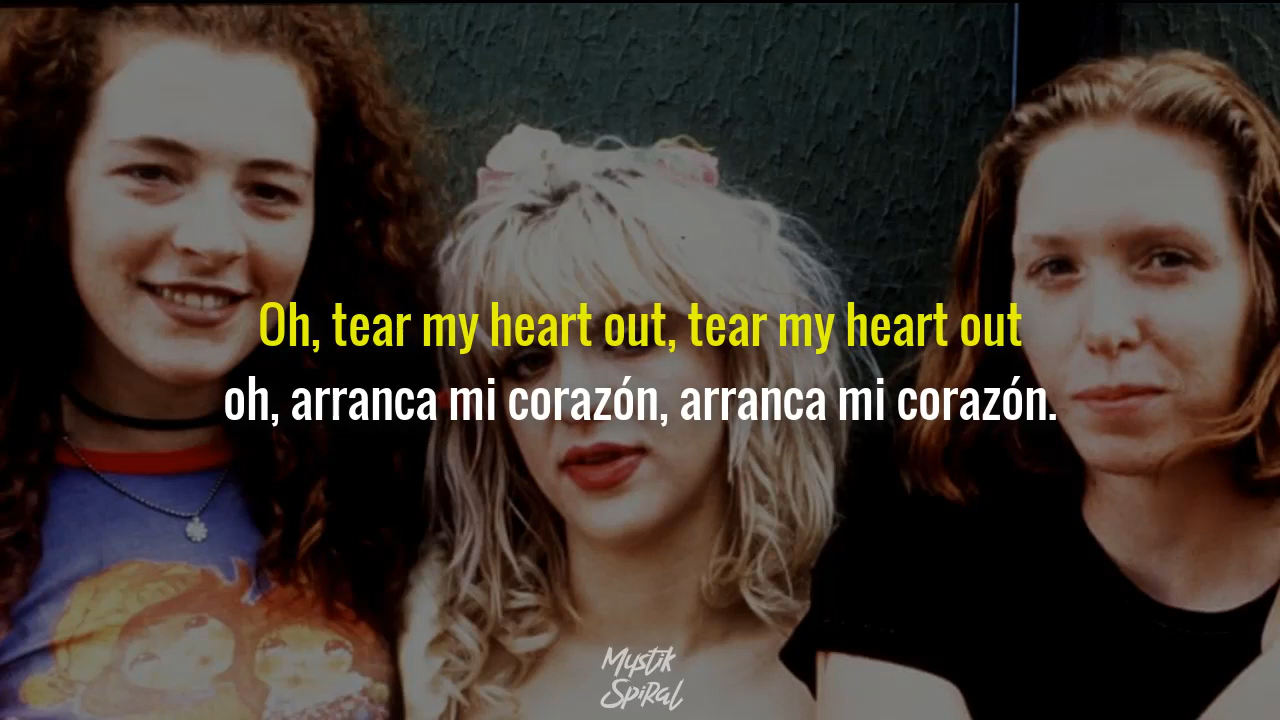 Oh, tear my heart out, tear my heart out
oh, arranca mi corazón, arranca mi corazón.
Mystik
Spiral